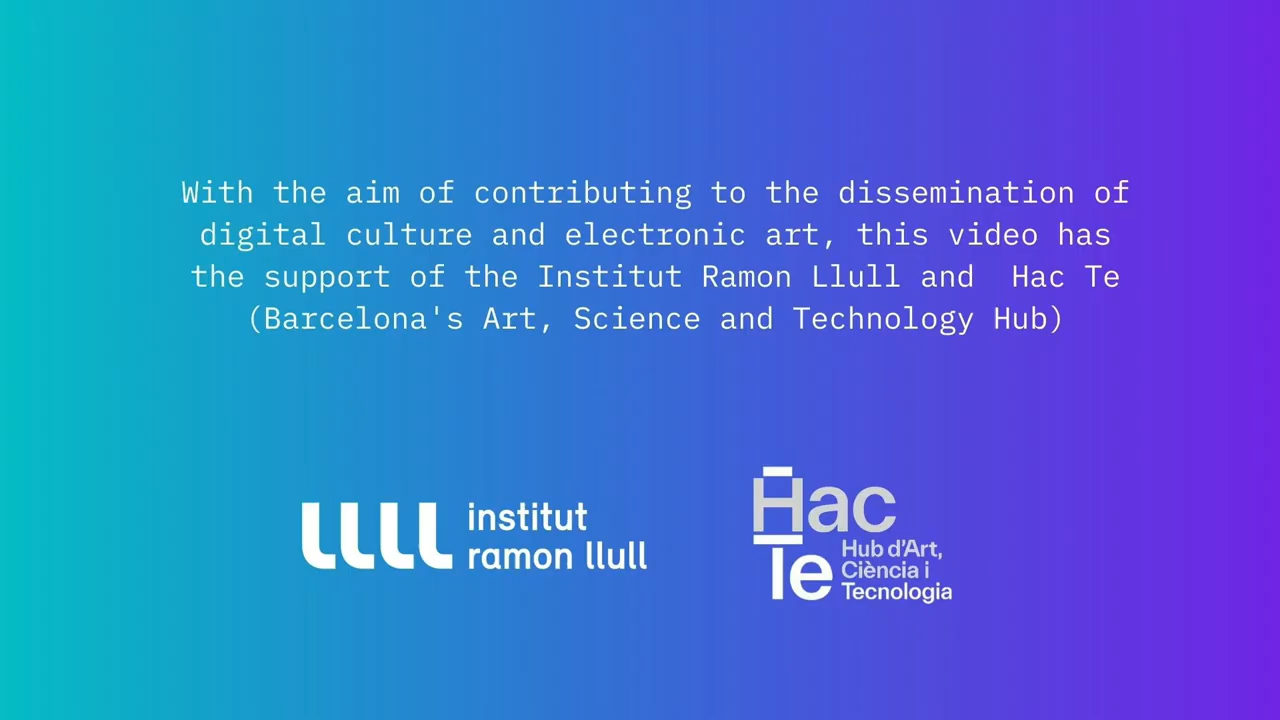 With the aim of contributing to the dissemination of
digital culture and electronic art, this video has
the support of the Institut Ramon Llull and  Hac Te
(Barcelona's Art, Science and Technology Hub)
llll institut
ramon llull
Hac
Te
Hub d'Art,
Ciència i
Tecnologia